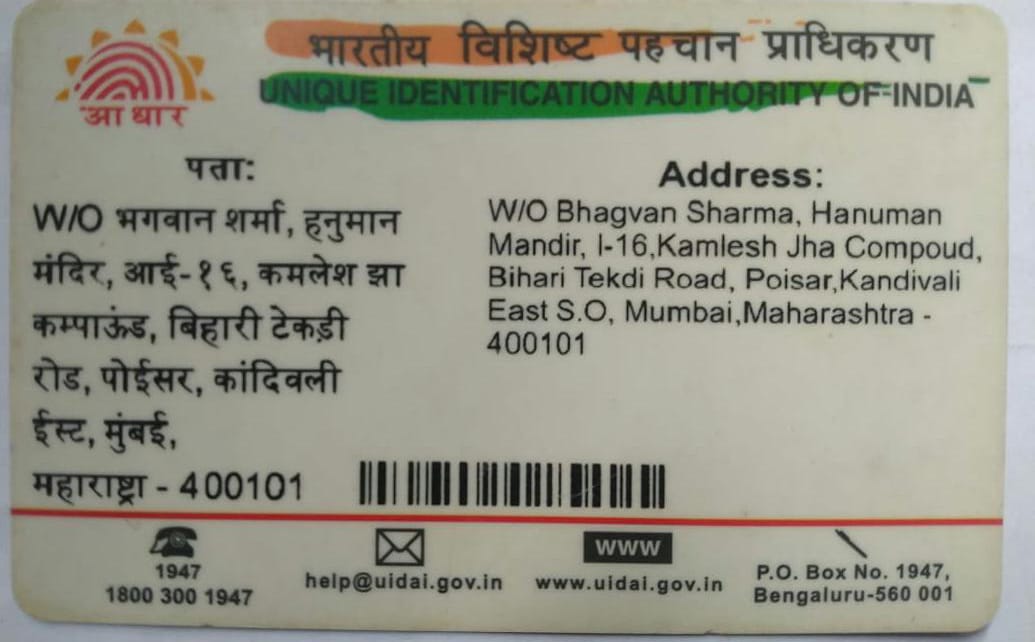 आधार
भारतीय विशिष्ट पहचान प्राधिकरण
UNIQUE IDENTIFICATION AUTHORITY OF INDIA
पता:
W/O भगवान शर्मा, हनुमान
मंदिर, आई-१६, कमलेश झा
कम्पाऊंड, बिहारी टेकड़ी
रोड, पोईसर, कांदिवली
ईस्ट, मुंबई,
महाराष्ट्रा - 400101
Address:
W/O Bhagvan Sharma, Hanuman
Mandir, I-16,Kamlesh Jha Compoud,
Bihari Tekdi Road, Poisar,Kandivali
East S.O, Mumbai,Maharashtra -
400101
1947
1800 300 1947
help@uidai.gov.in
www
www.uidai.gov.in
P.O. Box No. 1947,
Bengaluru-560 001